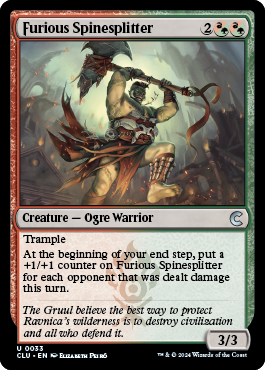 Furious Spinesplitter 2
Creature — Ogre Warrior
Trample
At the beginning of your end step, put a
+1/+1 counter on Furious Spinesplitter
for each opponent that was dealt damage
this turn.
The Gruul believe the best way to protect
Ravnica's wilderness is to destroy civilization
and all who defend it.
3/3
U 0033
CLU • EN Elizabeth Peiró
™ & © 2024 Wizards of the Coast